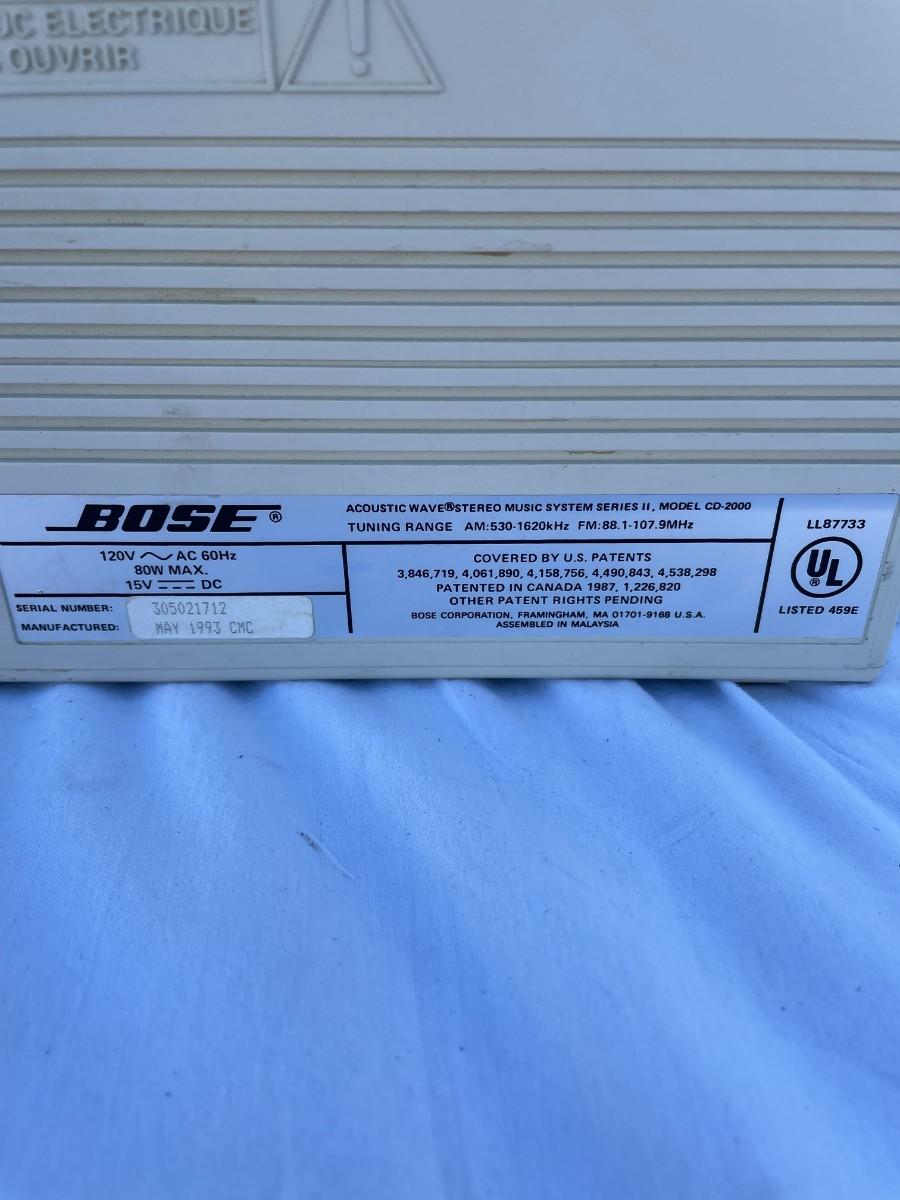 UC ELECTRIQUE
OUVRIR
BOSE®
ACOUSTIC WAVE® STEREO MUSIC SYSTEM SERIES II, MODEL CD-2000
TUNING RANGE AM:530-1620kHz FM:88.1-107.9MHz
120V ~ AC 60Hz
80W MAX.
15V ⎓ DC
SERIAL NUMBER: 305021712
MANUFACTURED: MAY 1993 CMC
COVERED BY U.S. PATENTS
3,846,719, 4,061,890, 4,158,756, 4,490,843, 4,538,298
PATENTED IN CANADA 1987, 1,226,820
OTHER PATENT RIGHTS PENDING
BOSE CORPORATION, FRAMINGHAM, MA 01701-9168 U.S.A.
ASSEMBLED IN MALAYSIA
LL87733
UL®
LISTED 459E